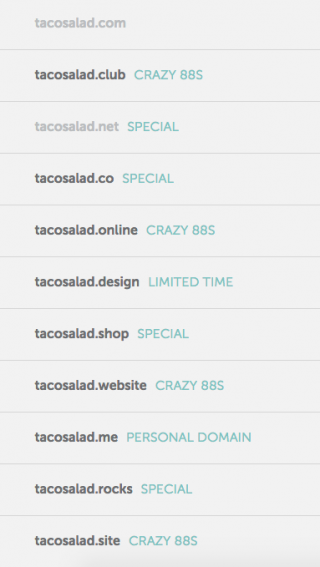 tacosalad.com
tacosalad.club CRAZY 88S
tacosalad.net SPECIAL
tacosalad.co SPECIAL
tacosalad.online CRAZY 88S
tacosalad.design LIMITED TIME
tacosalad.shop SPECIAL
tacosalad.website CRAZY 88S
tacosalad.me PERSONAL DOMAIN
tacosalad.rocks SPECIAL
tacosalad.site CRAZY 88S